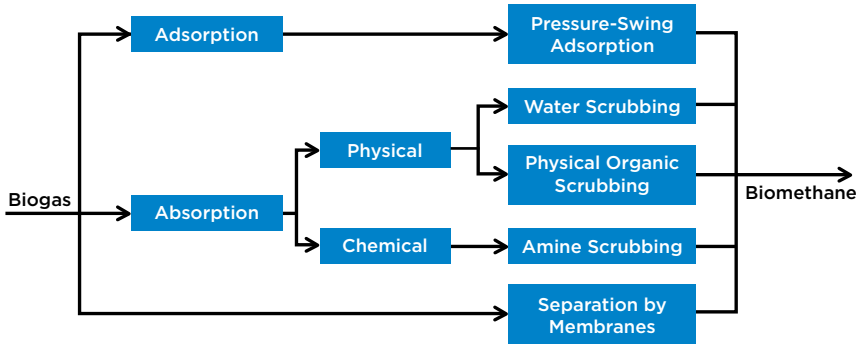 Pressure-Swing
Adsorption
Adsorption
Water Scrubbing
Physical
Physical Organic
Scrubbing
Biogas
Biomethane
Absorption
Chemical
Amine Scrubbing
Separation by
Membranes